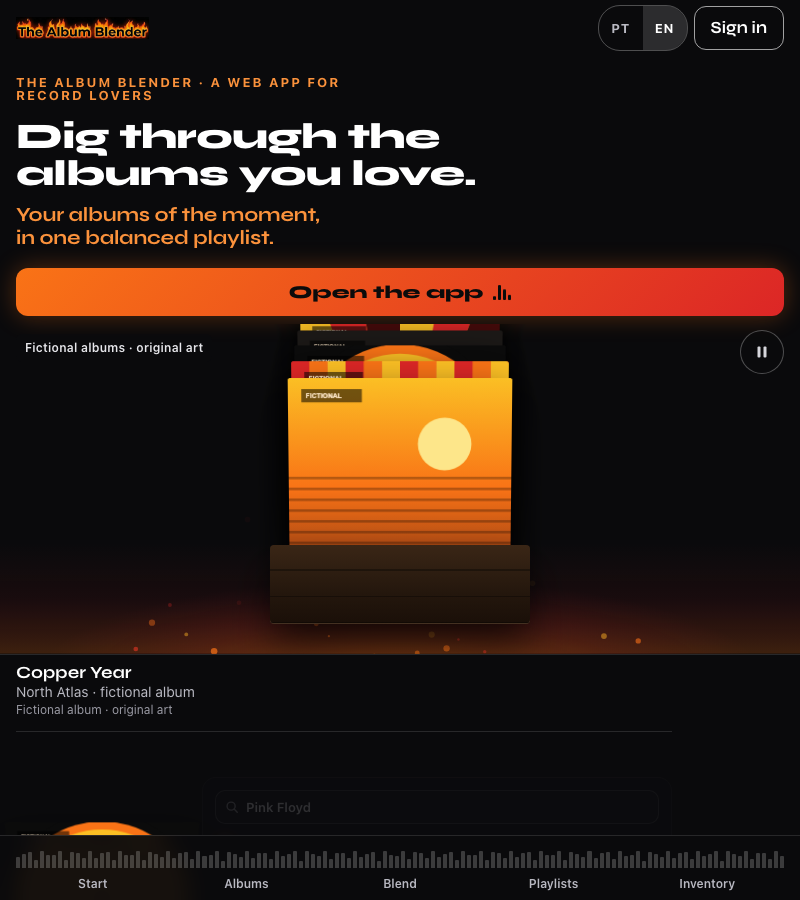 The Album Blender
PT
EN
Sign in
THE ALBUM BLENDER · A WEB APP FOR
RECORD LOVERS
Dig through the
albums you love.
Your albums of the moment,
in one balanced playlist.
Open the app
Fictional albums · original art
FICTIONAL
Copper Year
North Atlas · fictional album
Fictional album · original art
Pink Floyd
Start
Albums
Blend
Playlists
Inventory